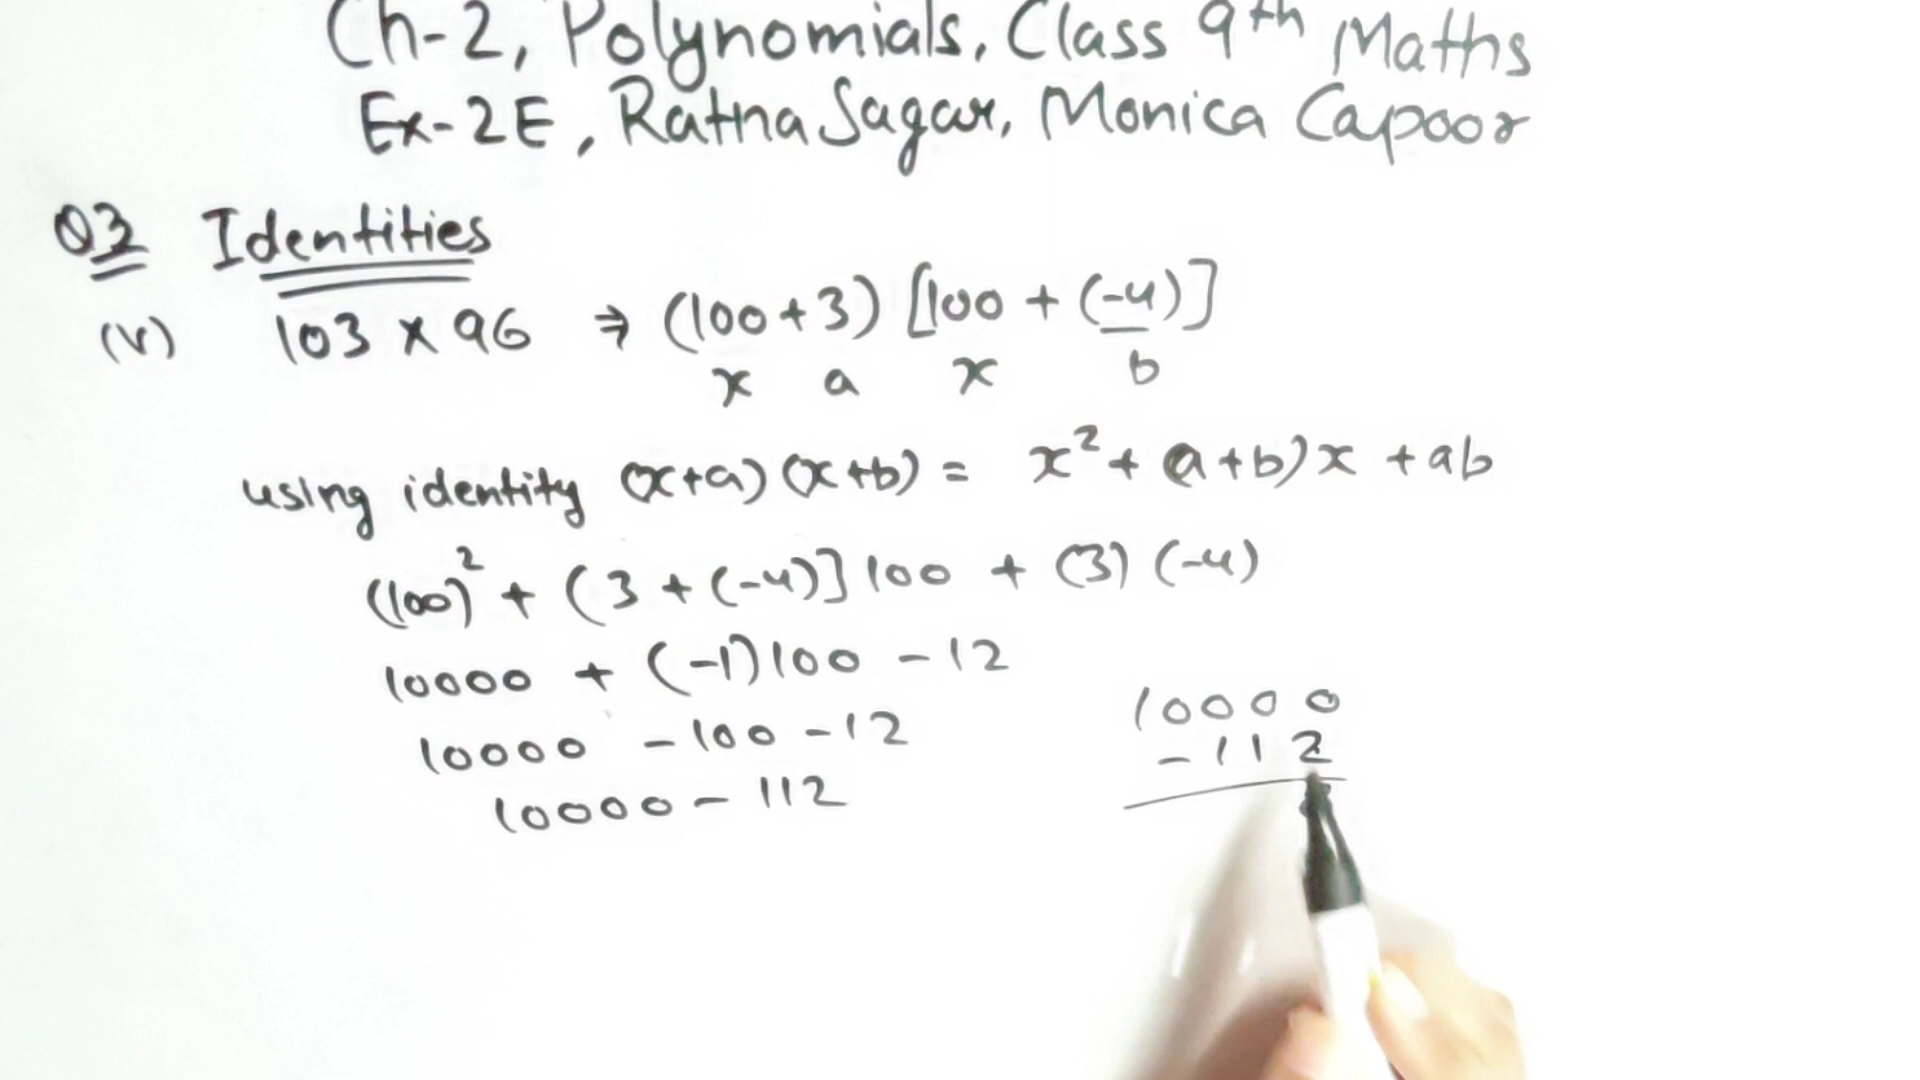 Ch-2, Polynomials, Class 9th Maths
Ex-2E, Ratna Sagar, Monica Capoor
Q3 Identities
(v) 103 x 96 ⇒ (100+3) [100 + (-4)]
x a x b
using identity (x+a) (x+b) = x² + (a+b)x + ab
(100)² + (3 + (-4)] 100 + (3) (-4)
10000 + (-1)100 - 12
10000 - 100 - 12
10000 - 112
10000
- 112
8